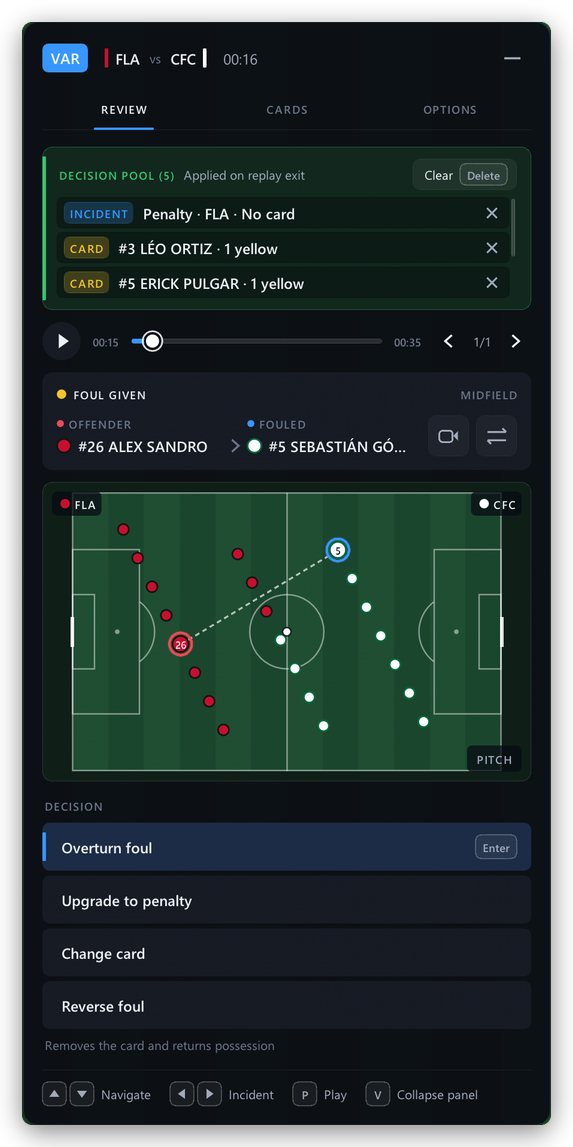 VAR FLA vs CFC 00:16
REVIEW CARDS OPTIONS
DECISION POOL (5) Applied on replay exit Clear Delete
INCIDENT Penalty · FLA · No card
CARD #3 LÉO ORTIZ · 1 yellow
CARD #5 ERICK PULGAR · 1 yellow
00:15 00:35 1/1
FOUL GIVEN MIDFIELD
OFFENDER FOULED
#26 ALEX SANDRO #5 SEBASTIÁN GÓ...
FLA CFC
5
26
PITCH
DECISION
Overturn foul Enter
Upgrade to penalty
Change card
Reverse foul
Removes the card and returns possession
Navigate Incident P Play V Collapse panel